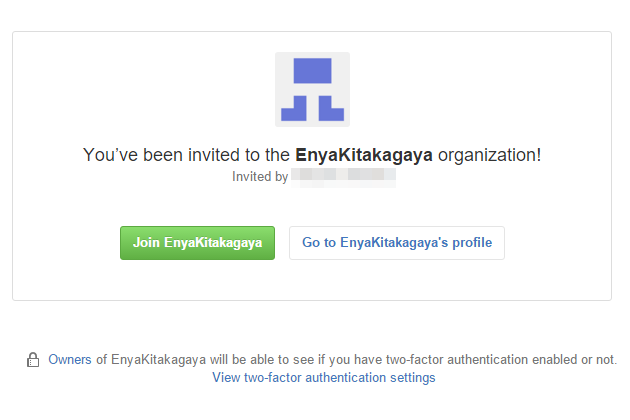 You’ve been invited to the EnyaKitakagaya organization!
Invited by
Join EnyaKitakagaya
Go to EnyaKitakagaya's profile
Owners of EnyaKitakagaya will be able to see if you have two-factor authentication enabled or not.
View two-factor authentication settings